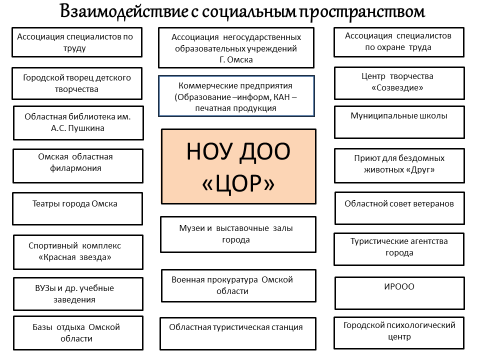 Взаимодействие с социальным пространством
Ассоциация специалистов по
труду
Городской творец детского
творчества
Областная библиотека им.
А.С. Пушкина
Омская областная
филармония
Театры города Омска
Спортивный комплекс
«Красная звезда»
ВУЗы и др. учебные
заведения
Базы отдыха Омской
области
Ассоциация негосударственных
образовательных учреждений
Г. Омска
Коммерческие предприятия
(Образование –информ, КАН –
печатная продукция
НОУ ДОО
«ЦОР»
Музеи и выставочные залы
города
Военная прокуратура Омской
области
Областная туристическая станция
Ассоциация специалистов
по охране труда
Центр творчества
«Созвездие»
Муниципальные школы
Приют для бездомных
животных «Друг»
Областной совет ветеранов
Туристические агентства
города
ИРООО
Городской психологический
центр